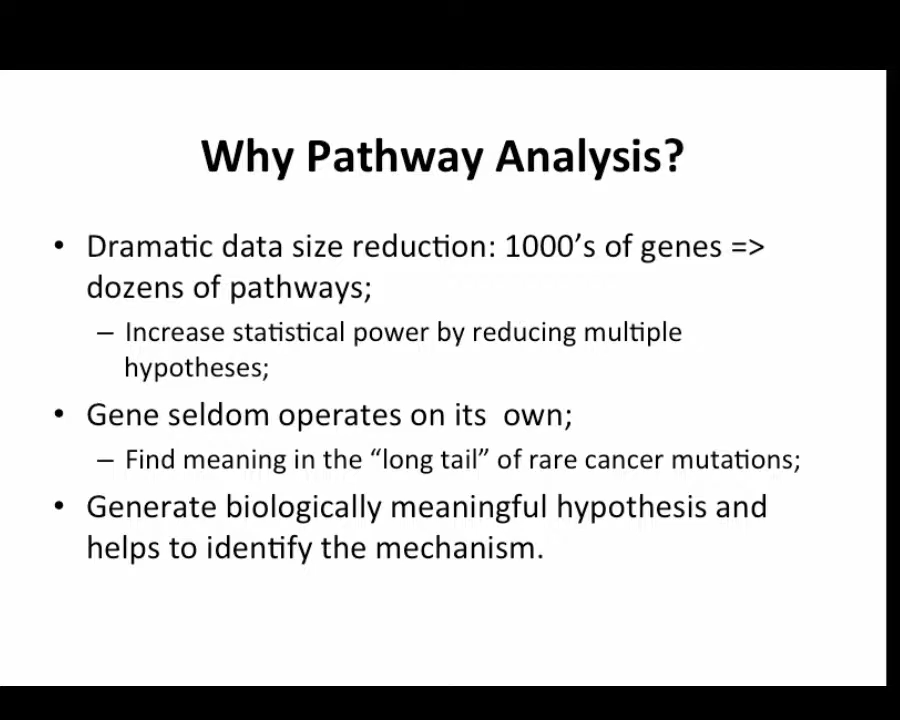 Why Pathway Analysis?
• Dramatic data size reduction: 1000’s of genes =>
dozens of pathways;
– Increase statistical power by reducing multiple
hypotheses;
• Gene seldom operates on its  own;
– Find meaning in the “long tail” of rare cancer mutations;
• Generate biologically meaningful hypothesis and
helps to identify the mechanism.